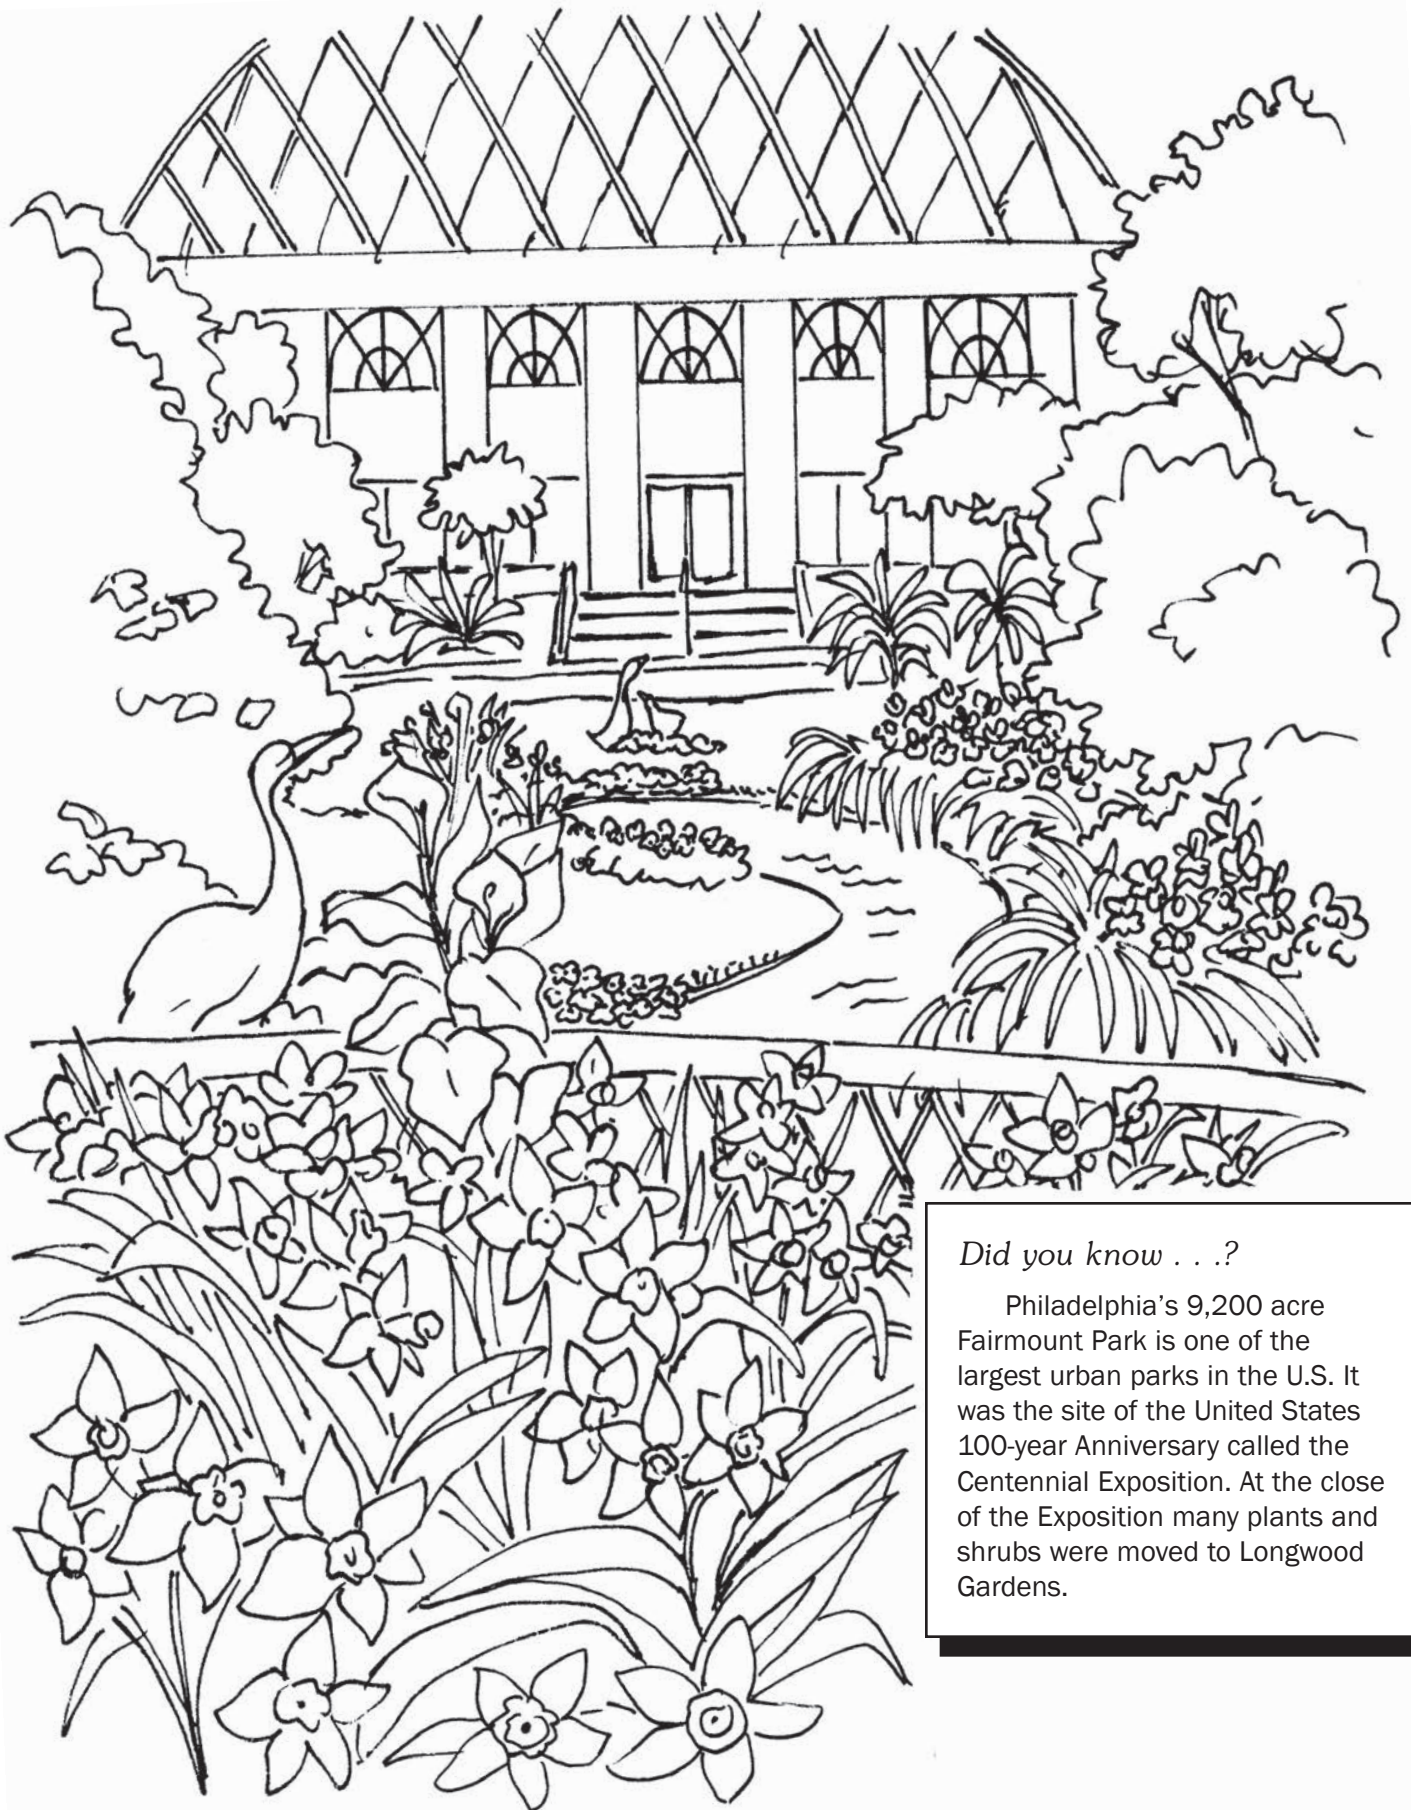 Did you know . . .?
Philadelphia’s 9,200 acre
Fairmount Park is one of the
largest urban parks in the U.S. It
was the site of the United States
100-year Anniversary called the
Centennial Exposition. At the close
of the Exposition many plants and
shrubs were moved to Longwood
Gardens.